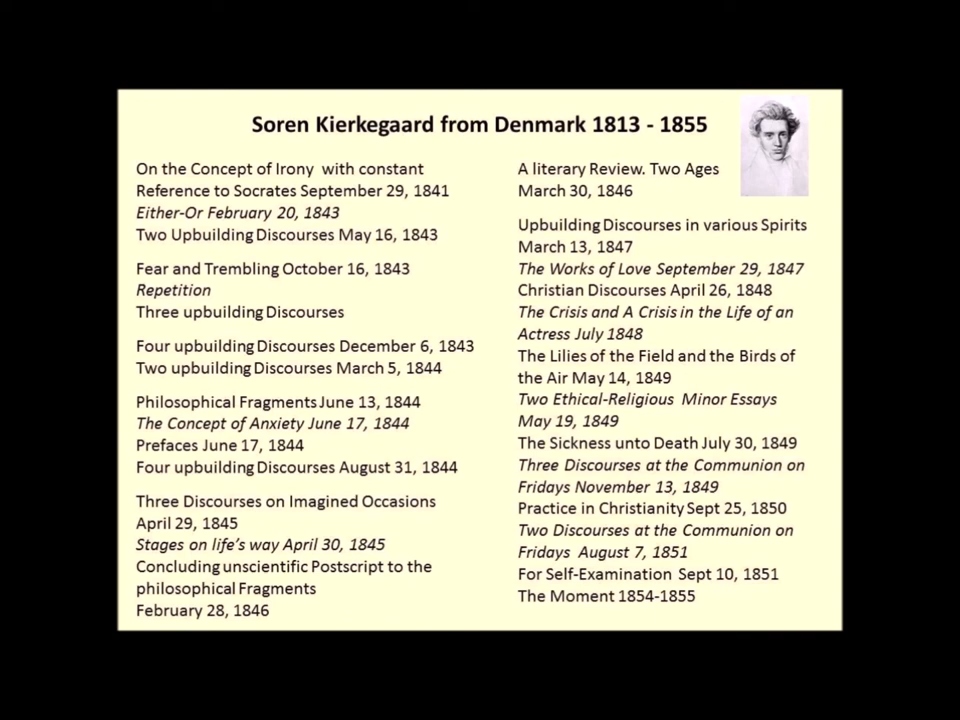 Soren Kierkegaard from Denmark 1813 - 1855
On the Concept of Irony with constant
Reference to Socrates September 29, 1841
Either-Or February 20, 1843
Two Upbuilding Discourses May 16, 1843
Fear and Trembling October 16, 1843
Repetition
Three upbuilding Discourses
Four upbuilding Discourses December 6, 1843
Two upbuilding Discourses March 5, 1844
Philosophical Fragments June 13, 1844
The Concept of Anxiety June 17, 1844
Prefaces June 17, 1844
Four upbuilding Discourses August 31, 1844
Three Discourses on Imagined Occasions
April 29, 1845
Stages on life's way April 30, 1845
Concluding unscientific Postscript to the
philosophical Fragments
February 28, 1846
A literary Review. Two Ages
March 30, 1846
Upbuilding Discourses in various Spirits
March 13, 1847
The Works of Love September 29, 1847
Christian Discourses April 26, 1848
The Crisis and A Crisis in the Life of an
Actress July 1848
The Lilies of the Field and the Birds of
the Air May 14, 1849
Two Ethical-Religious Minor Essays
May 19, 1849
The Sickness unto Death July 30, 1849
Three Discourses at the Communion on
Fridays November 13, 1849
Practice in Christianity Sept 25, 1850
Two Discourses at the Communion on
Fridays August 7, 1851
For Self-Examination Sept 10, 1851
The Moment 1854-1855